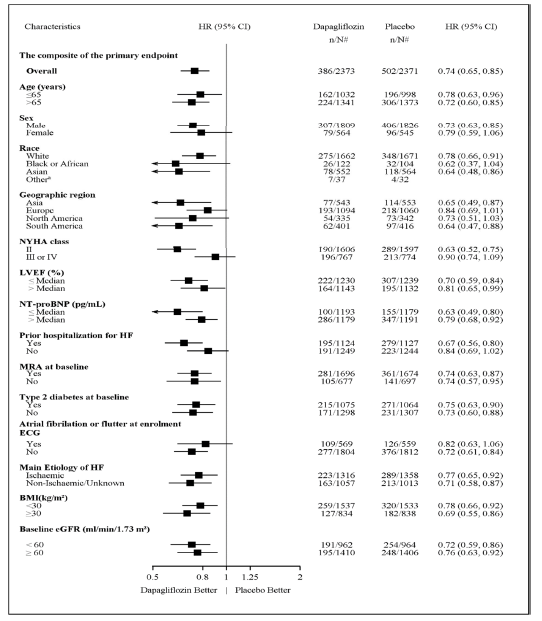 Characteristics HR (95% CI) Dapagliflozin Placebo HR (95% CI)
n/N# n/N#
The composite of the primary endpoint
Overall 386/2373 502/2371 0.74 (0.65, 0.85)
Age (years)
≤65 162/1032 196/998 0.78 (0.63, 0.96)
>65 224/1341 306/1373 0.72 (0.60, 0.85)
Sex
Male 307/1809 406/1826 0.73 (0.63, 0.85)
Female 79/564 96/545 0.79 (0.59, 1.06)
Race
White 275/1662 348/1671 0.78 (0.66, 0.91)
Black or African 26/122 32/104 0.62 (0.37, 1.04)
Asian 78/552 118/564 0.64 (0.48, 0.86)
Otherᵃ 7/37 4/32
Geographic region
Asia 77/543 114/553 0.65 (0.49, 0.87)
Europe 193/1094 218/1060 0.84 (0.69, 1.01)
North America 54/335 73/342 0.73 (0.51, 1.03)
South America 62/401 97/416 0.64 (0.47, 0.88)
NYHA class
II 190/1606 289/1597 0.63 (0.52, 0.75)
III or IV 196/767 213/774 0.90 (0.74, 1.09)
LVEF (%)
≤ Median 222/1230 307/1239 0.70 (0.59, 0.84)
> Median 164/1143 195/1132 0.81 (0.65, 0.99)
NT-proBNP (pg/mL)
≤ Median 100/1193 155/1179 0.63 (0.49, 0.80)
> Median 286/1179 347/1191 0.79 (0.68, 0.92)
Prior hospitalization for HF
Yes 195/1124 279/1127 0.67 (0.56, 0.80)
No 191/1249 223/1244 0.84 (0.69, 1.02)
MRA at baseline
Yes 281/1696 361/1674 0.74 (0.63, 0.87)
No 105/677 141/697 0.74 (0.57, 0.95)
Type 2 diabetes at baseline
Yes 215/1075 271/1064 0.75 (0.63, 0.90)
No 171/1298 231/1307 0.73 (0.60, 0.88)
Atrial fibrilation or flutter at enrolment
ECG
Yes 109/569 126/559 0.82 (0.63, 1.06)
No 277/1804 376/1812 0.72 (0.61, 0.84)
Main Etiology of HF
Ischaemic 223/1316 289/1358 0.77 (0.65, 0.92)
Non-Ischaemic/Unknown 163/1057 213/1013 0.71 (0.58, 0.87)
BMI(kg/m²)
<30 259/1537 320/1533 0.78 (0.66, 0.92)
≥30 127/834 182/838 0.69 (0.55, 0.86)
Baseline eGFR (ml/min/1.73 m²)
< 60 191/962 254/964 0.72 (0.59, 0.86)
≥ 60 195/1410 248/1406 0.76 (0.63, 0.92)
0.5 0.8 1 1.25 2
Dapagliflozin Better | Placebo Better